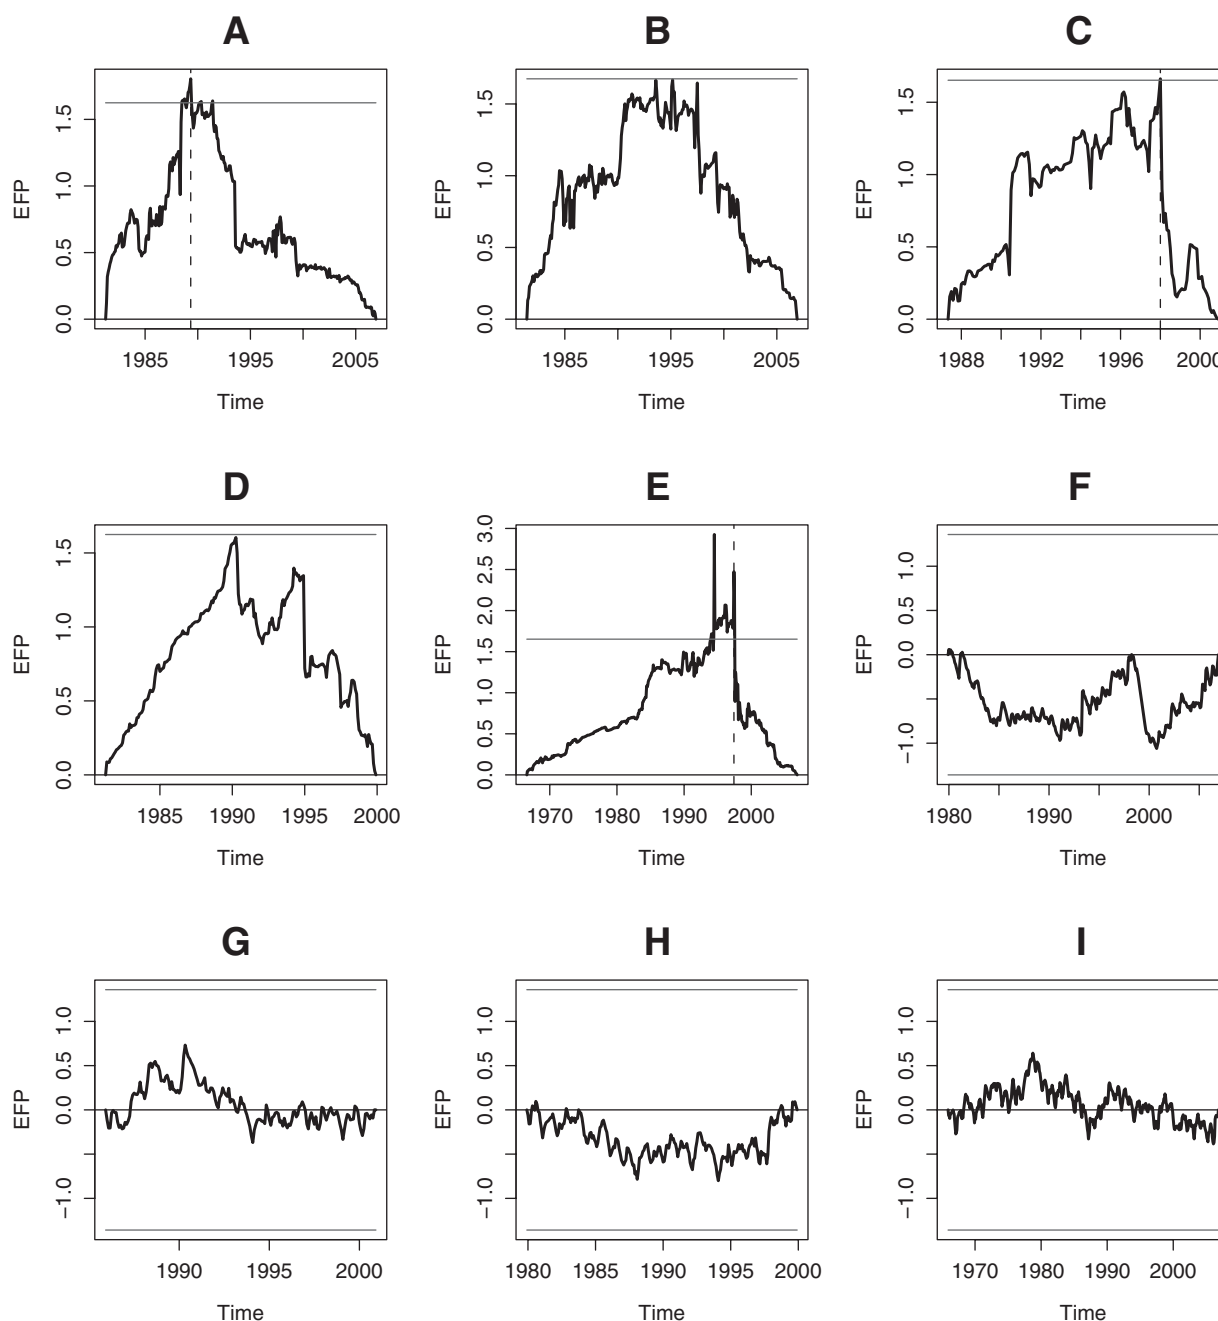 A
EFP
0.0 0.5 1.0 1.5
1985 1995 2005
Time
B
EFP
0.0 0.5 1.0 1.5
1985 1995 2005
Time
C
EFP
0.0 0.5 1.0 1.5
1988 1992 1996 2000
Time
D
EFP
0.0 0.5 1.0 1.5
1985 1990 1995 2000
Time
E
EFP
0.0 0.5 1.0 1.5 2.0 2.5 3.0
1970 1980 1990 2000
Time
F
EFP
−1.0 0.0 0.5 1.0
1980 1990 2000
Time
G
EFP
−1.0 0.0 0.5 1.0
1990 1995 2000
Time
H
EFP
−1.0 0.0 0.5 1.0
1980 1985 1990 1995 2000
Time
I
EFP
−1.0 0.0 0.5 1.0
1970 1980 1990 2000
Time